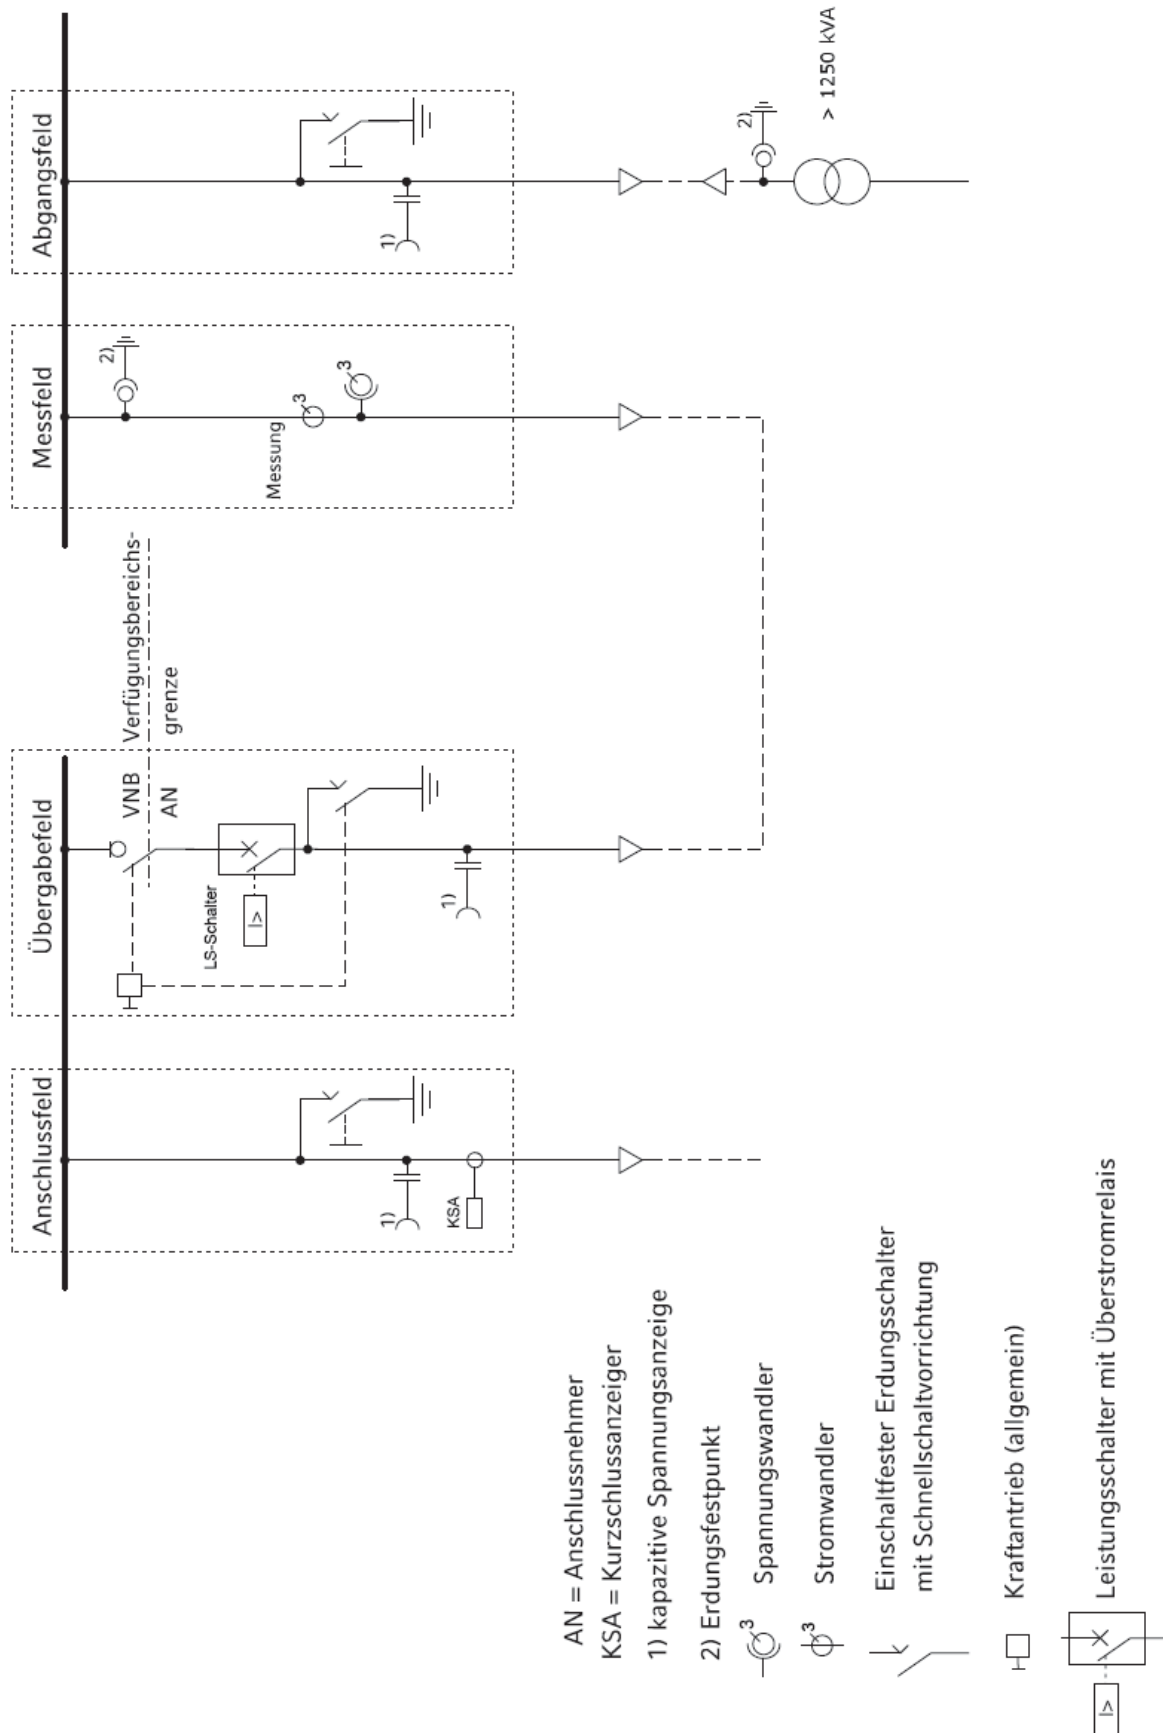 Anschlussfeld
Übergabefeld
Messfeld
Abgangsfeld
VNB
AN
Verfügungsbereichs-
grenze
2)
Messung
3
3
1)
KSA
LS-Schalter
I>
1)
1)
2)
> 1250 kVA
AN = Anschlussnehmer
KSA = Kurzschlussanzeiger
1) kapazitive Spannungsanzeige
2) Erdungsfestpunkt
3
Spannungswandler
3
Stromwandler
Einschaltfester Erdungsschalter
mit Schnellschaltvorrichtung
Kraftantrieb (allgemein)
I>
Leistungsschalter mit Überstromrelais